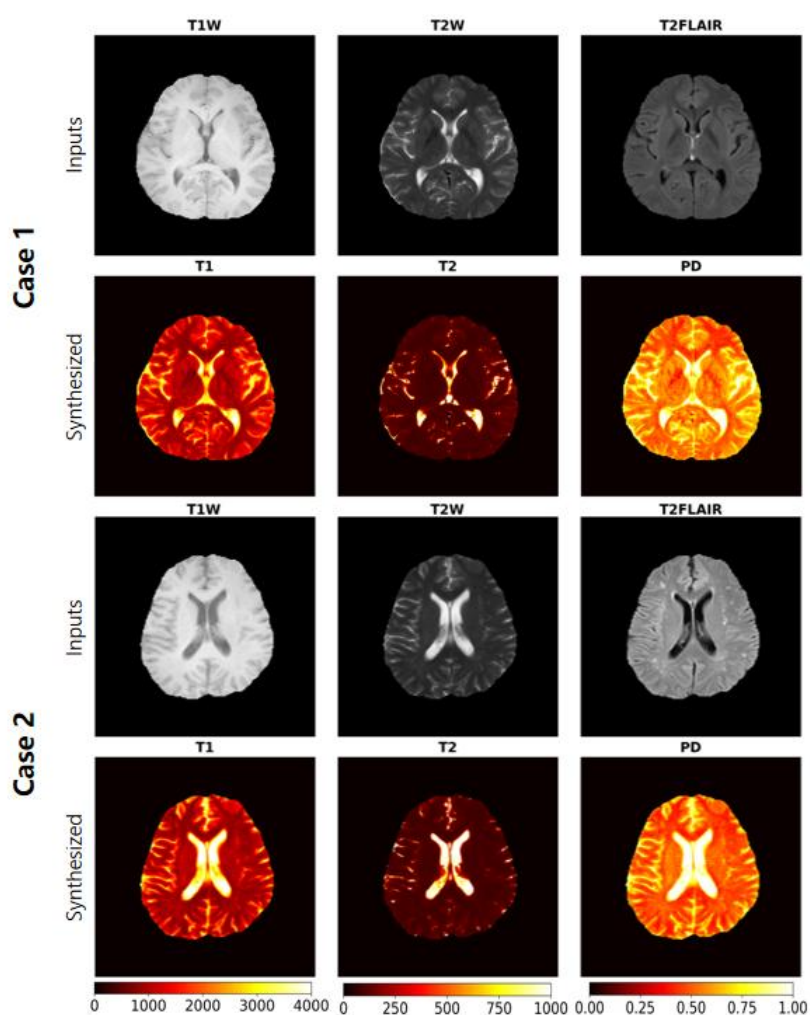 T1W T2W T2FLAIR
Inputs
Case 1
T1 T2 PD
Synthesized
T1W T2W T2FLAIR
Inputs
Case 2
T1 T2 PD
Synthesized
0 1000 2000 3000 4000 0 250 500 750 1000 0.00 0.25 0.50 0.75 1.00